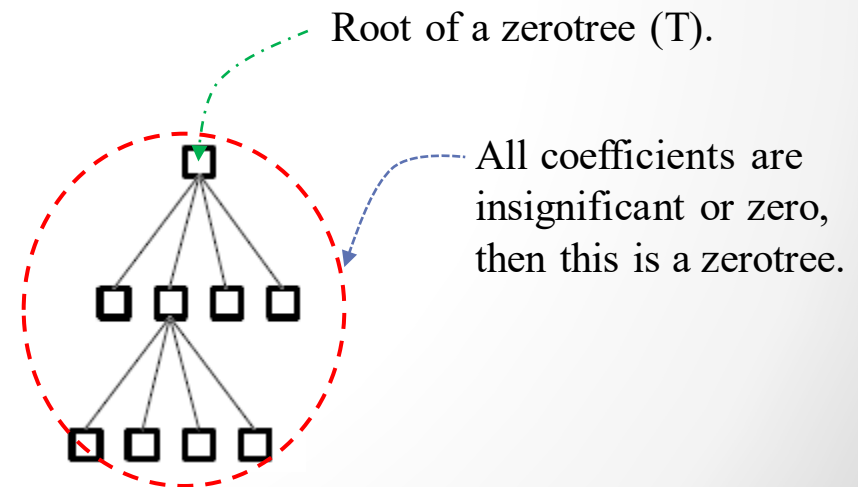 Root of a zerotree (T).
All coefficients are
insignificant or zero,
then this is a zerotree.